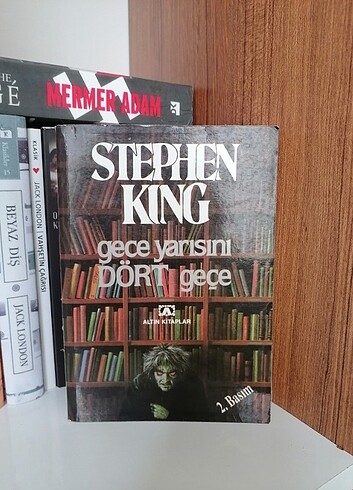 MERMER ADAM
STEPHEN
KING
gece yarısını
DÖRT geçe
ALTIN KİTAPLAR
2. Basım
BEYAZ DİŞ
JACK LONDON
KLASİK
JACK LONDON | VAHŞETİN ÇAĞRISI